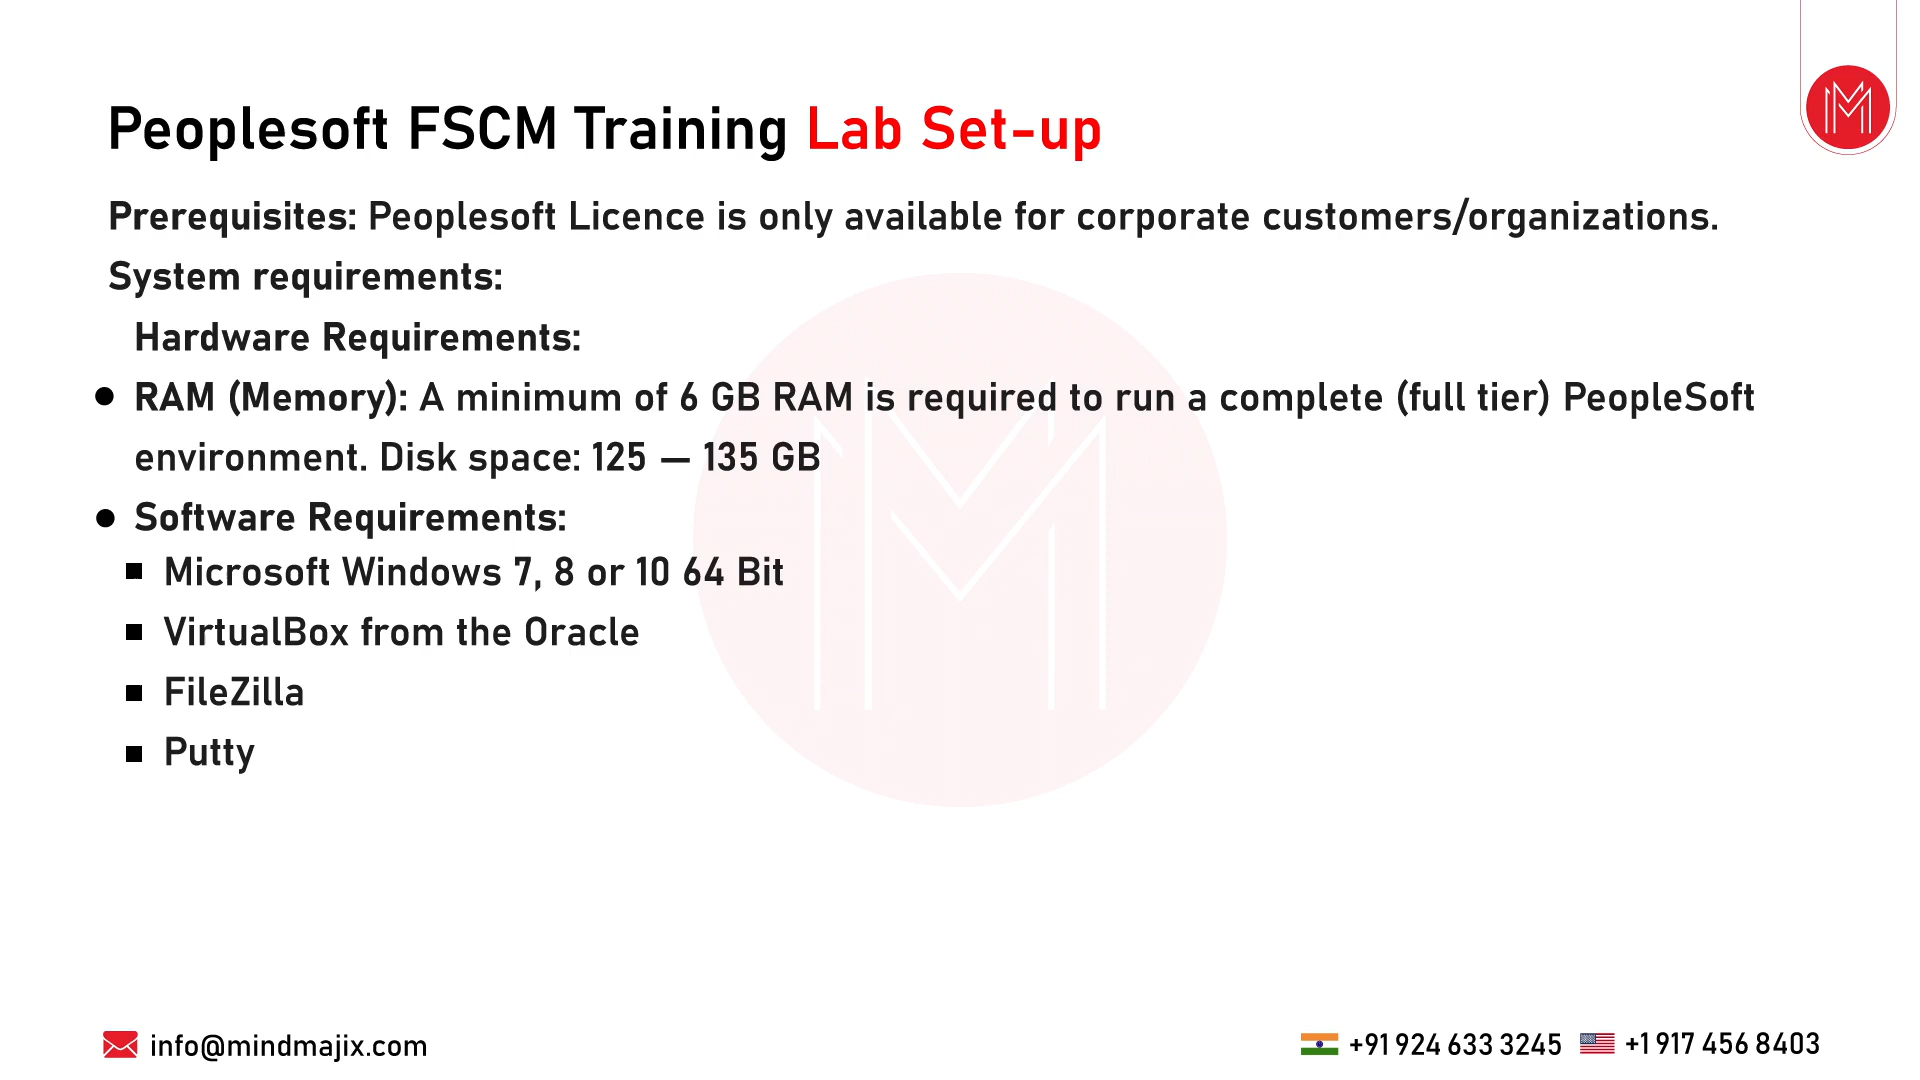 Peoplesoft FSCM Training Lab Set-up
Prerequisites: Peoplesoft Licence is only available for corporate customers/organizations.
System requirements:
Hardware Requirements:
● RAM (Memory): A minimum of 6 GB RAM is required to run a complete (full tier) PeopleSoft
environment. Disk space: 125 — 135 GB
● Software Requirements:
■ Microsoft Windows 7, 8 or 10 64 Bit
■ VirtualBox from the Oracle
■ FileZilla
■ Putty
info@mindmajix.com
+91 924 633 3245
+1 917 456 8403